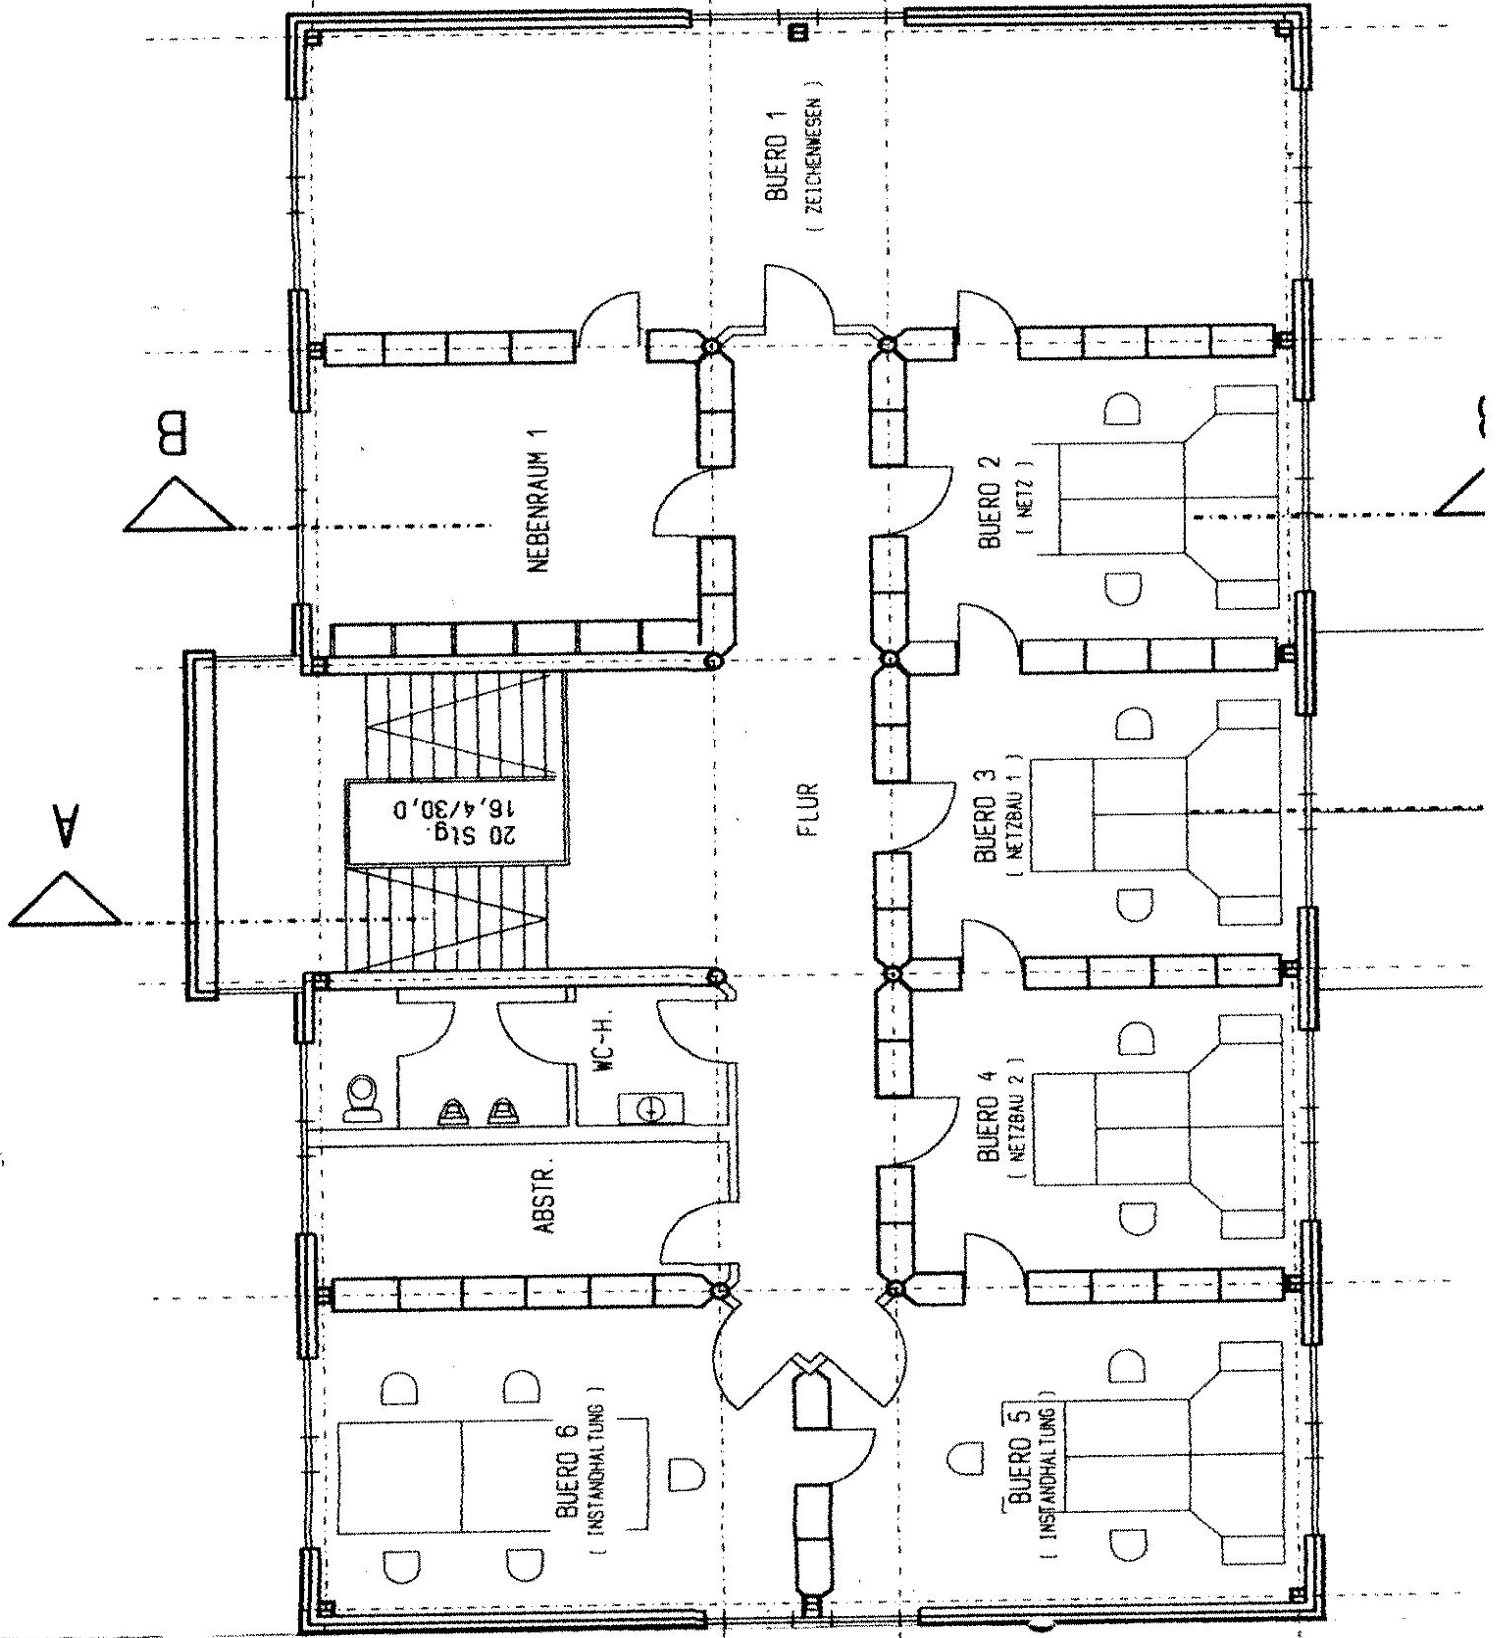 BUERO 1
( ZEICHENWESEN )
B
NEBENRAUM 1
BUERO 2
( NETZ )
A
20 Stg.
16,4/30,0
FLUR
BUERO 3
( NETZBAU 1 )
WC-H.
BUERO 4
( NETZBAU 2 )
ABSTR.
BUERO 6
( INSTANDHALTUNG )
BUERO 5
( INSTANDHALTUNG )